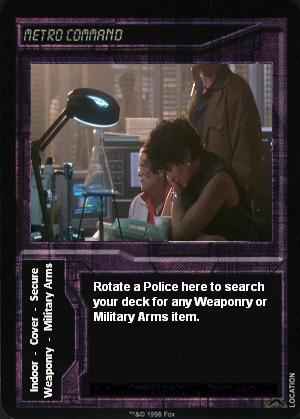 METRO COMMAND
Indoor - Cover - Secure
Weaponry - Military Arms
Rotate a Police here to search
your deck for any Weaponry or
Military Arms item.
LOCATION
™&© 1998 Fox